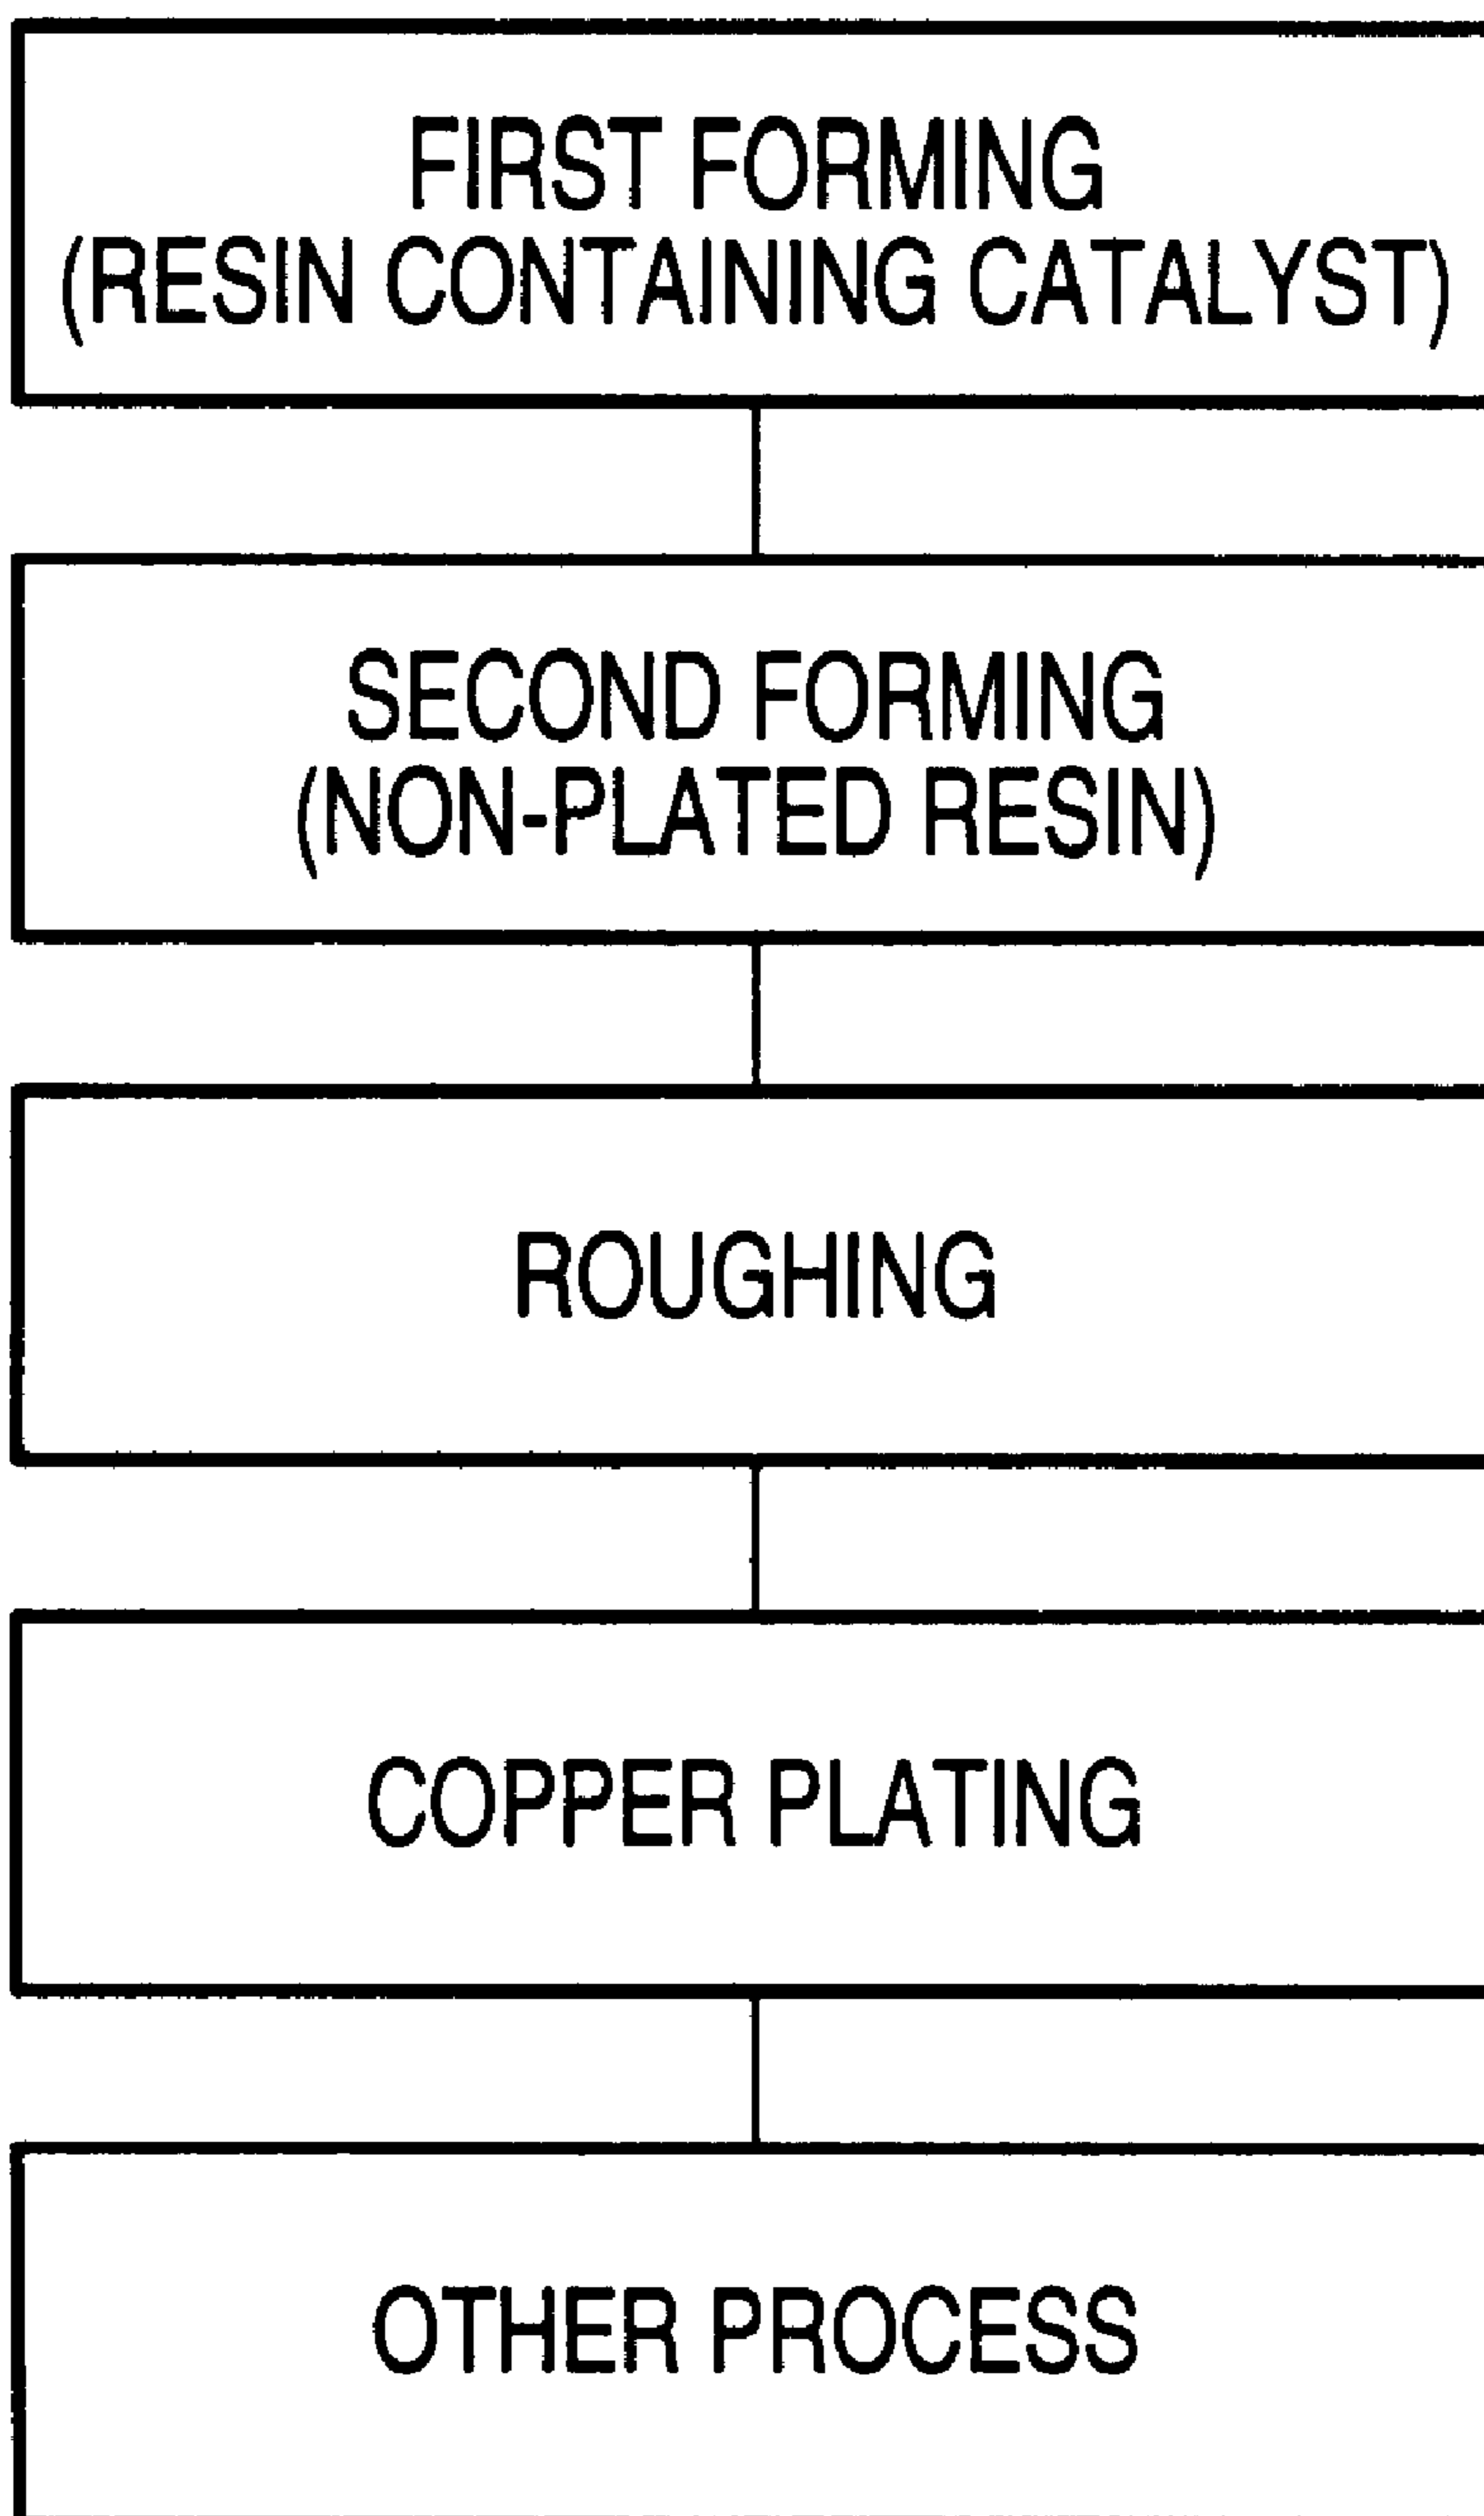 FIRST FORMING
(RESIN CONTAINING CATALYST)
SECOND FORMING
(NON-PLATED RESIN)
ROUGHING
COPPER PLATING
OTHER PROCESS